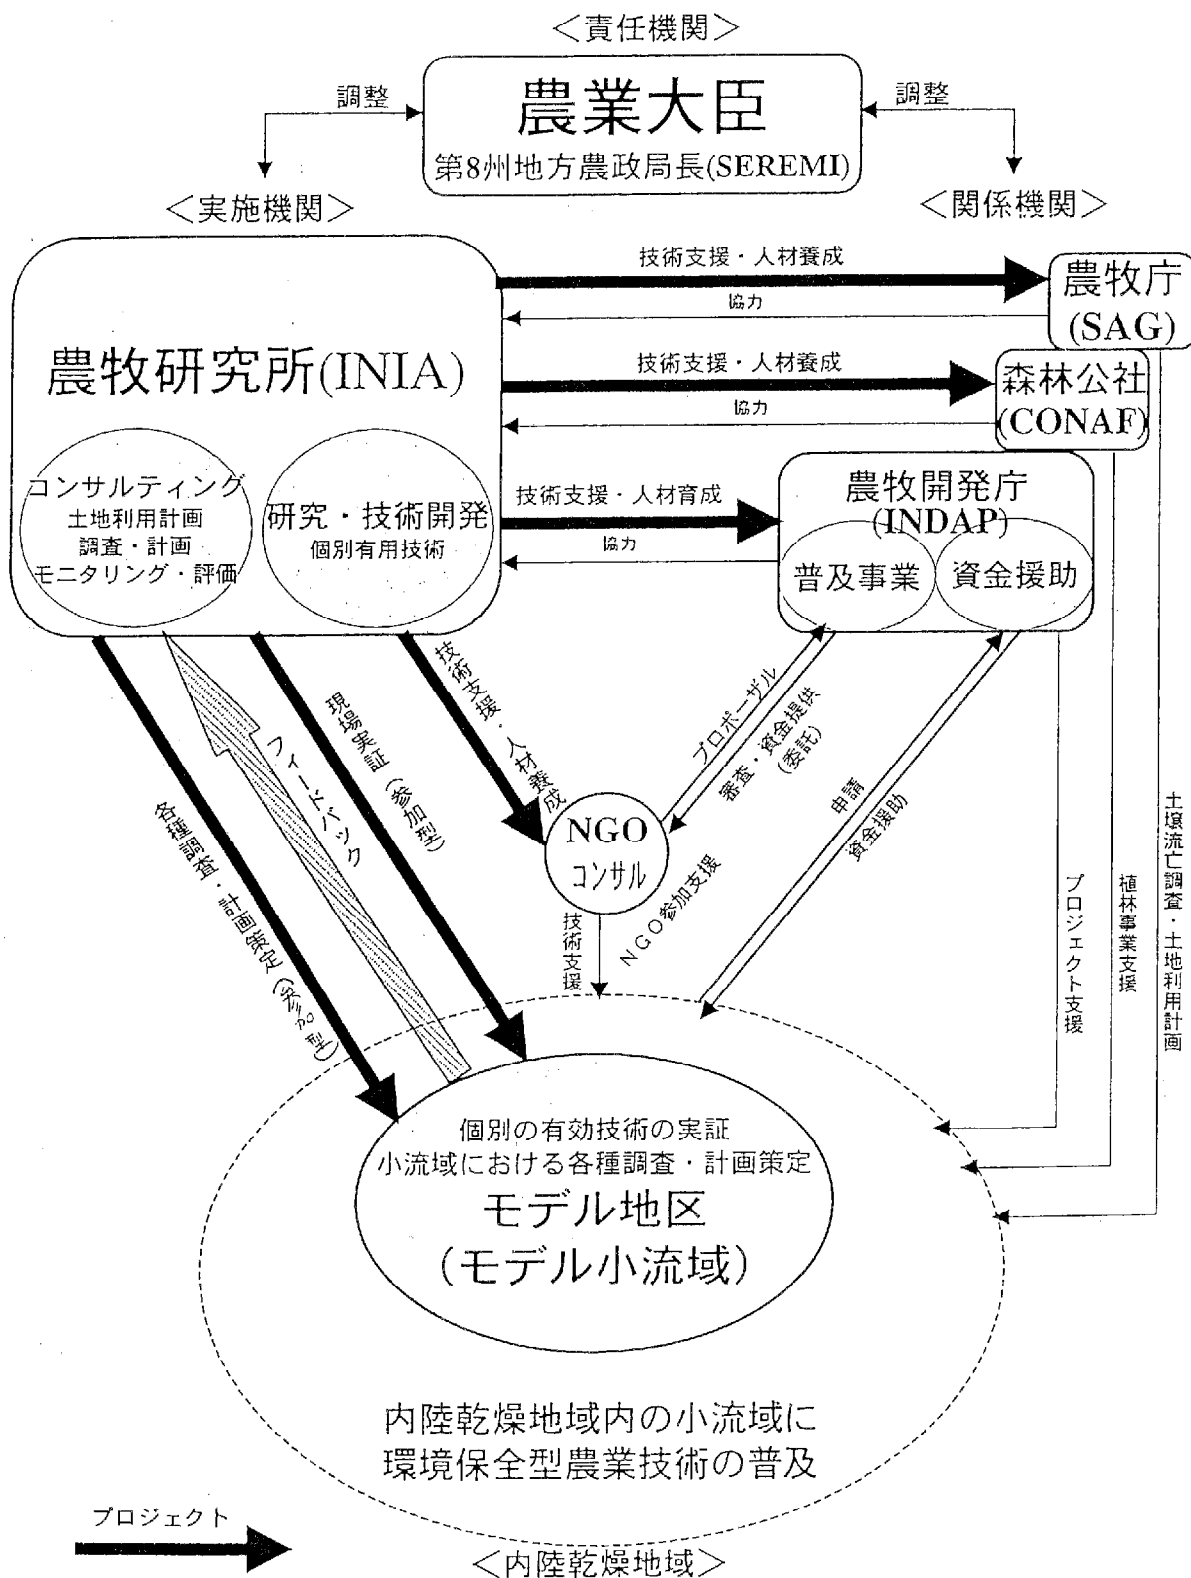 ＜責任機関＞
農業大臣
第8州地方農政局長(SEREMI)
調整
調整
＜実施機関＞
＜関係機関＞
農牧研究所(INIA)
コンサルティング
土地利用計画
調査・計画
モニタリング・評価
研究・技術開発
個別有用技術
技術支援・人材養成
協力
農牧庁
(SAG)
技術支援・人材養成
協力
森林公社
(CONAF)
技術支援・人材育成
協力
農牧開発庁
(INDAP)
普及事業
資金援助
各種調査・計画策定(参加型)
フィードバック
現場実証(参加型)
技術支援・人材養成
プロポーザル
審査・資金提供
(委託)
申請
資金援助
NGO
コンサル
技術支援
NGO参加支援
プロジェクト支援
植林事業支援
土壌流亡調査・土地利用計画
個別の有効技術の実証
小流域における各種調査・計画策定
モデル地区
(モデル小流域)
内陸乾燥地域内の小流域に
環境保全型農業技術の普及
プロジェクト
＜内陸乾燥地域＞